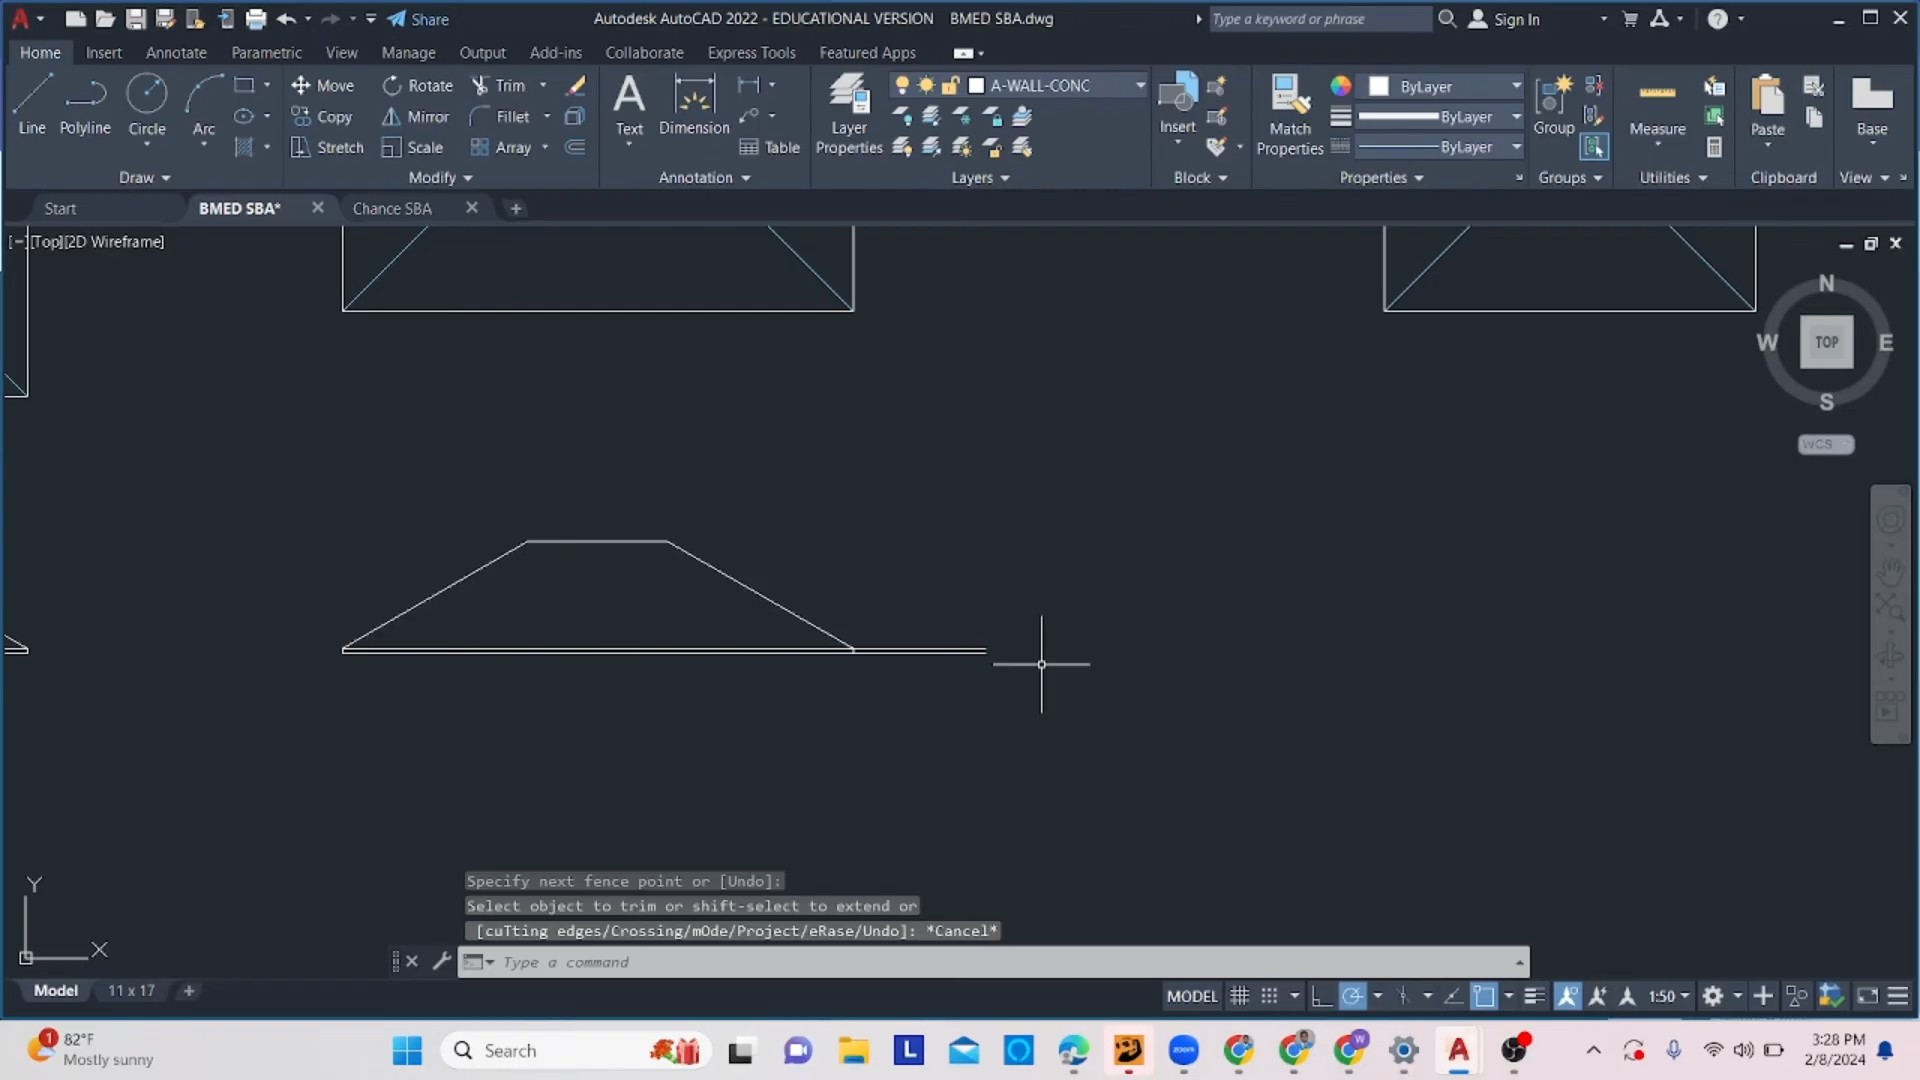 Share
Autodesk AutoCAD 2022 - EDUCATIONAL VERSION BMED SBA.dwg
Type a keyword or phrase
Sign In
Home Insert Annotate Parametric View Manage Output Add-ins Collaborate Express Tools Featured Apps
Line Polyline Circle Arc
Draw
Move Rotate Trim
Copy Mirror Fillet
Stretch Scale Array
Modify
Text Dimension Table
Annotation
Layer Properties
A-WALL-CONC
Layers
Insert
Block
Match Properties
ByLayer
ByLayer
ByLayer
Properties
Group
Groups
Measure
Utilities
Paste
Clipboard
Base
View
Start BMED SBA* Chance SBA
[−][Top][2D Wireframe]
N
W TOP E
S
WCS
Y
X
Specify next fence point or [Undo]:
Select object to trim or shift-select to extend or
[cuTting edges/Crossing/mOde/Project/eRase/Undo]: *Cancel*
Type a command
Model 11 x 17
MODEL 1:50
1
82°F
Mostly sunny
Search
L
zoom
W
A
3:28 PM
2/8/2024